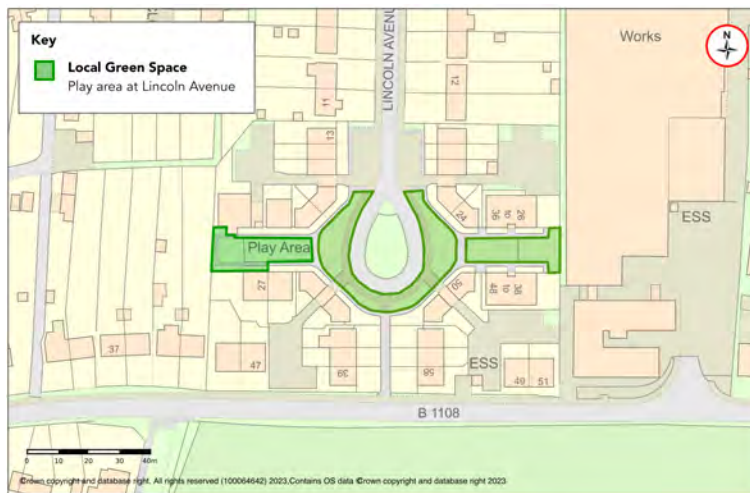 Key
Local Green Space
Play area at Lincoln Avenue
LINCOLN AVENUE
Works
N
11
12
13
24
36
to
26
ESS
Play Area
27
50
48
to
38
37
47
39
58
ESS
49
51
B 1108
0 10 20 30 40m
©rown copyright and database right. All rights reserved (100064642) 2023,Contains OS data ©rown copyright and database right 2023